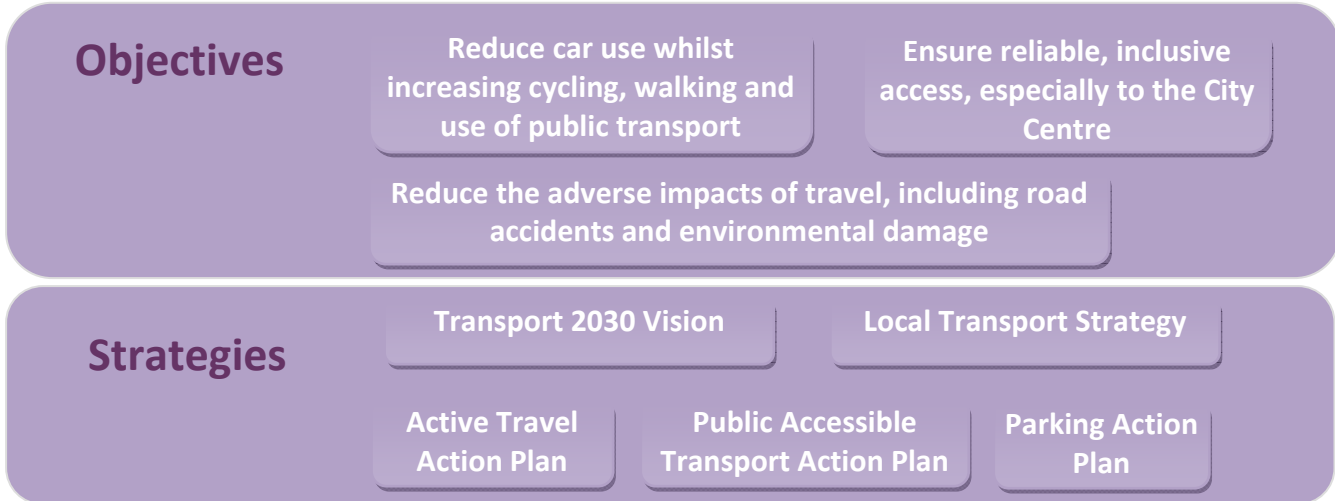 Objectives
Reduce car use whilst
increasing cycling, walking and
use of public transport
Ensure reliable, inclusive
access, especially to the City
Centre
Reduce the adverse impacts of travel, including road
accidents and environmental damage
Strategies
Transport 2030 Vision
Local Transport Strategy
Active Travel
Action Plan
Public Accessible
Transport Action Plan
Parking Action
Plan